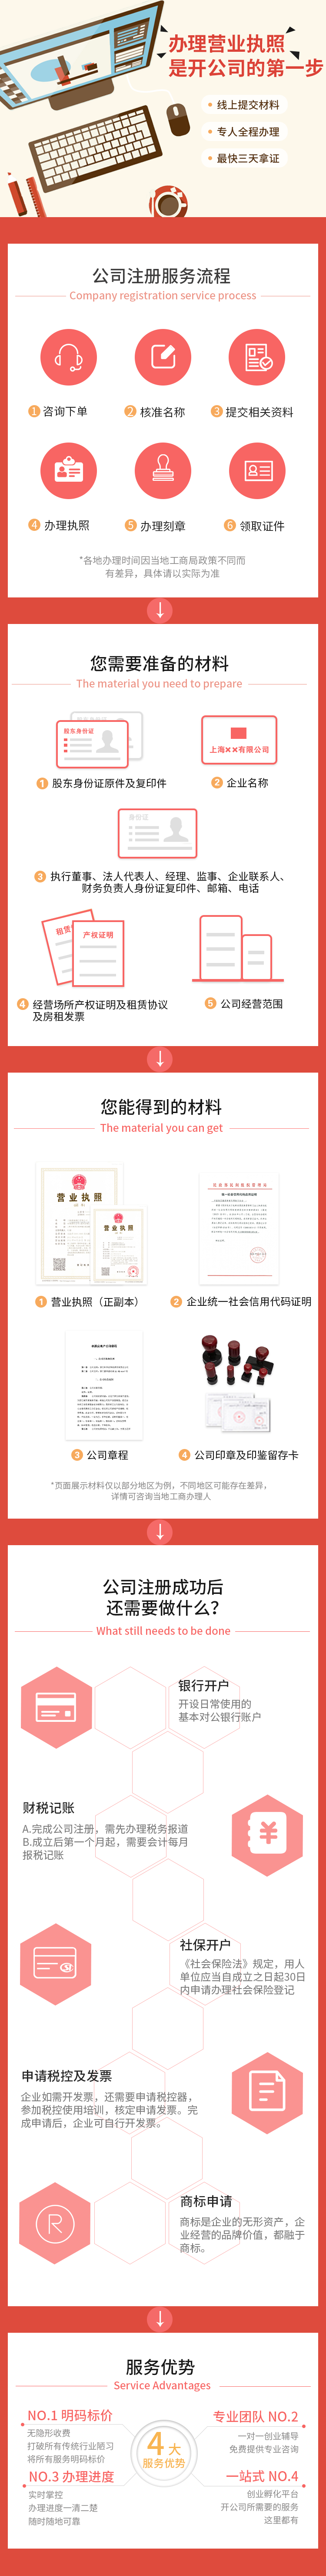 办理营业执照
是开公司的第一步
线上提交材料
专人全程办理
最快三天拿证
公司注册服务流程
Company registration service process
1 咨询下单
2 核准名称
3 提交相关资料
4 办理执照
5 办理刻章
6 领取证件
*各地办理时间因当地工商局政策不同而
有差异，具体请以实际为准
您需要准备的材料
The material you need to prepare
股东身份证
上海××有限公司
1 股东身份证原件及复印件
2 企业名称
身份证
3 执行董事、法人代表人、经理、监事、企业联系人、
财务负责人身份证复印件、邮箱、电话
租赁
产权证明
4 经营场所产权证明及租赁协议
及房租发票
5 公司经营范围
您能得到的材料
The material you can get
营业执照
营业执照
1 营业执照（正副本）
2 企业统一社会信用代码证明
3 公司章程
4 公司印章及印鉴留存卡
*页面展示材料仅以部分地区为例，不同地区可能存在差异，
详情可咨询当地工商办理人
公司注册成功后
还需要做什么？
What still needs to be done
银行开户
开设日常使用的
基本对公银行账户
财税记账
A.完成公司注册，需先办理税务报道
B.成立后第一个月起，需要会计每月
报税记账
社保开户
《社会保险法》规定，用人
单位应当自成立之日起30日
内申请办理社会保险登记
申请税控及发票
企业如需开发票，还需要申请税控器，
参加税控使用培训，核定申请发票。完
成申请后，企业可自行开发票。
商标申请
商标是企业的无形资产，企
业经营的品牌价值，都融于
商标。
服务优势
Service Advantages
NO.1 明码标价
无隐形收费
打破所有传统行业陋习
将所有服务明码标价
专业团队 NO.2
一对一创业辅导
免费提供专业咨询
4大
服务优势
NO.3 办理进度
实时掌控
办理进度一清二楚
随时随地可靠
一站式 NO.4
创业孵化平台
开公司所需要的服务
这里都有